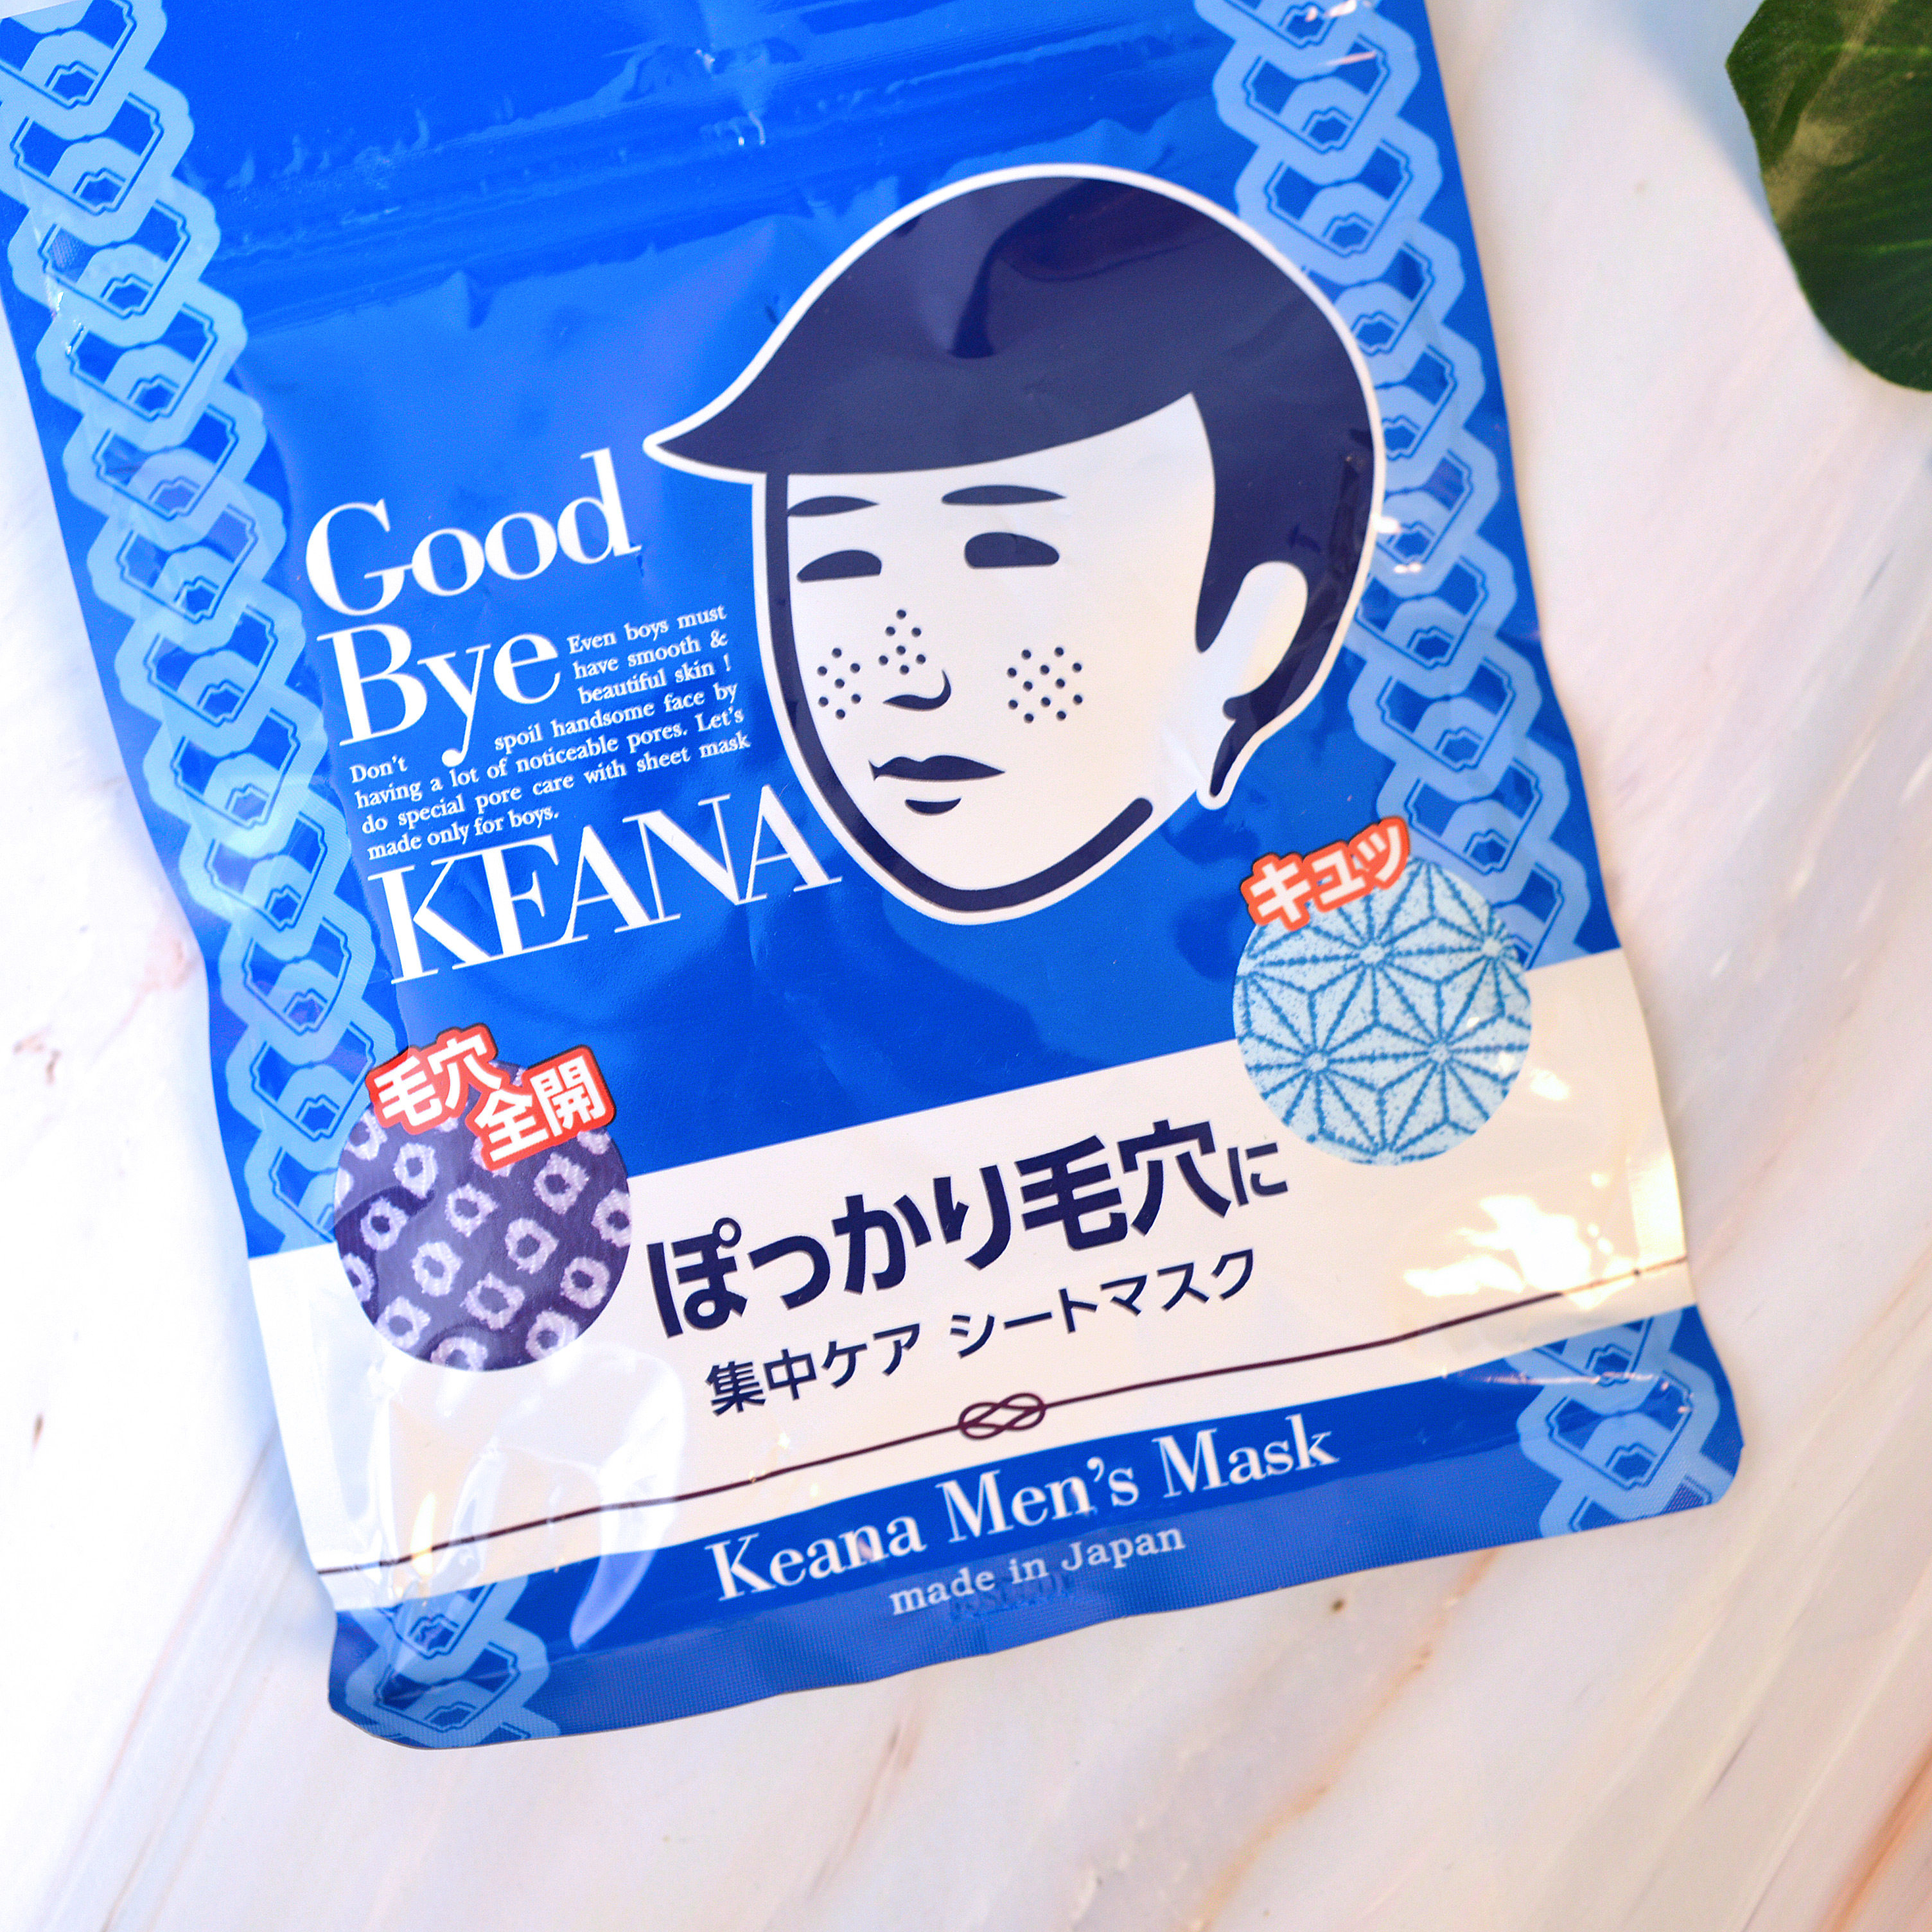 Good
Bye
Even boys must
have smooth &
beautiful skin !
Don't spoil handsome face by
having a lot of noticeable pores. Let's
do special pore care with sheet mask
made only for boys.
KEANA
キュッ
毛穴
全開
ぽっかり毛穴に
集中ケア シートマスク
Keana Men's Mask
made in Japan